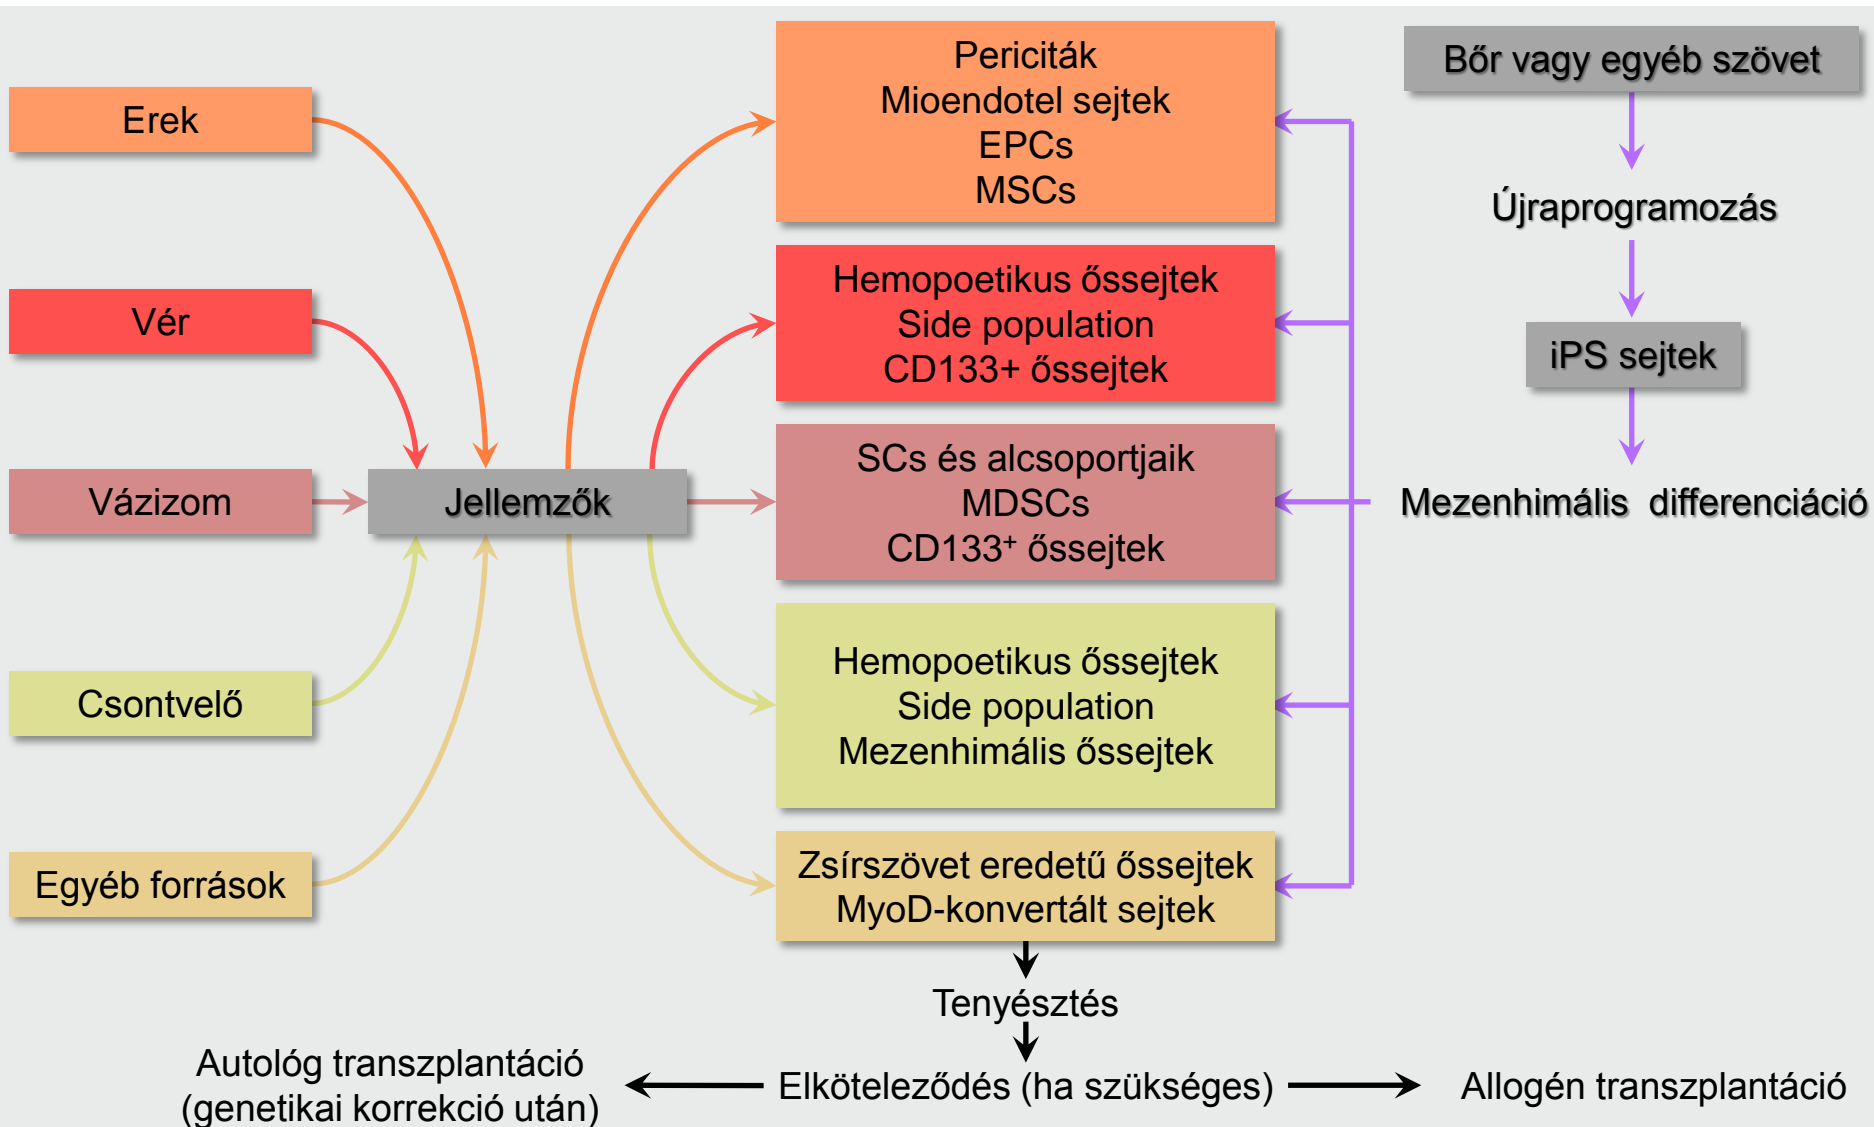 Erek
Vér
Vázizom
Csontvelő
Egyéb források
Jellemzők
Periciták
Mioendotel sejtek
EPCs
MSCs
Hemopoetikus őssejtek
Side population
CD133+ őssejtek
SCs és alcsoportjaik
MDSCs
CD133⁺ őssejtek
Hemopoetikus őssejtek
Side population
Mezenhimális őssejtek
Zsírszövet eredetű őssejtek
MyoD-konvertált sejtek
Bőr vagy egyéb szövet
Újraprogramozás
iPS sejtek
Mezenhimális differenciáció
Tenyésztés
Autológ transzplantáció
(genetikai korrekció után)
Elköteleződés (ha szükséges)
Allogén transzplantáció